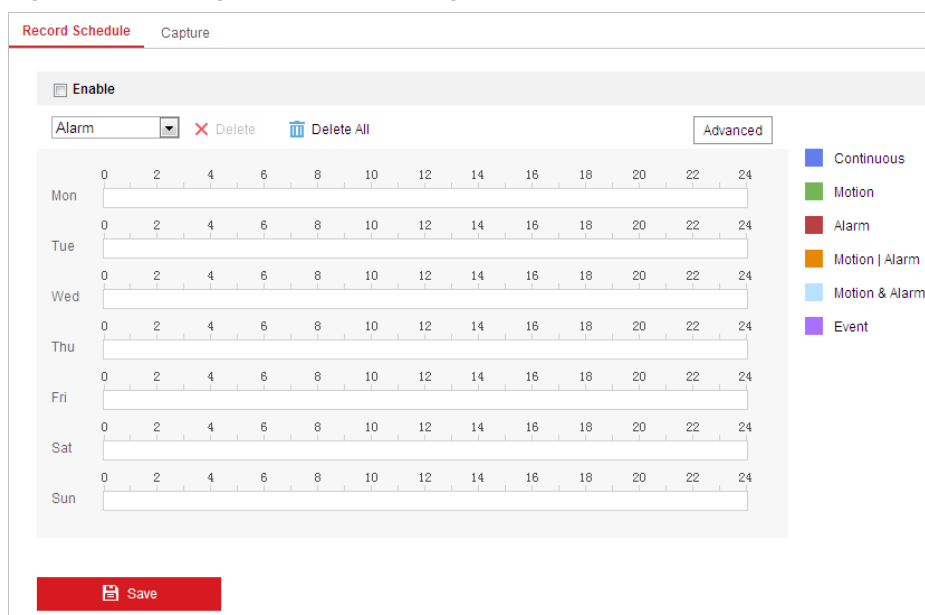 Record Schedule Capture
Enable
Alarm Delete Delete All Advanced
Continuous
0 2 4 6 8 10 12 14 16 18 20 22 24
Mon
Motion
0 2 4 6 8 10 12 14 16 18 20 22 24
Tue
Alarm
Motion | Alarm
0 2 4 6 8 10 12 14 16 18 20 22 24
Wed
Motion & Alarm
0 2 4 6 8 10 12 14 16 18 20 22 24
Thu
Event
0 2 4 6 8 10 12 14 16 18 20 22 24
Fri
0 2 4 6 8 10 12 14 16 18 20 22 24
Sat
0 2 4 6 8 10 12 14 16 18 20 22 24
Sun
Save